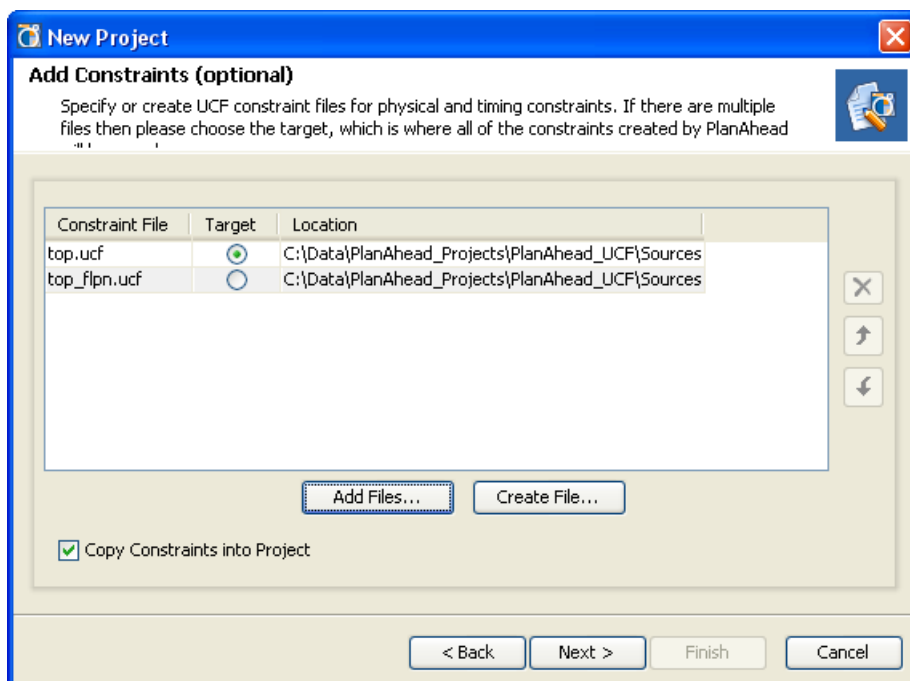 New Project
Add Constraints (optional)
Specify or create UCF constraint files for physical and timing constraints. If there are multiple
files then please choose the target, which is where all of the constraints created by PlanAhead
Constraint File Target Location
top.ucf C:\Data\PlanAhead_Projects\PlanAhead_UCF\Sources
top_flpn.ucf C:\Data\PlanAhead_Projects\PlanAhead_UCF\Sources
Add Files... Create File...
Copy Constraints into Project
< Back Next > Finish Cancel